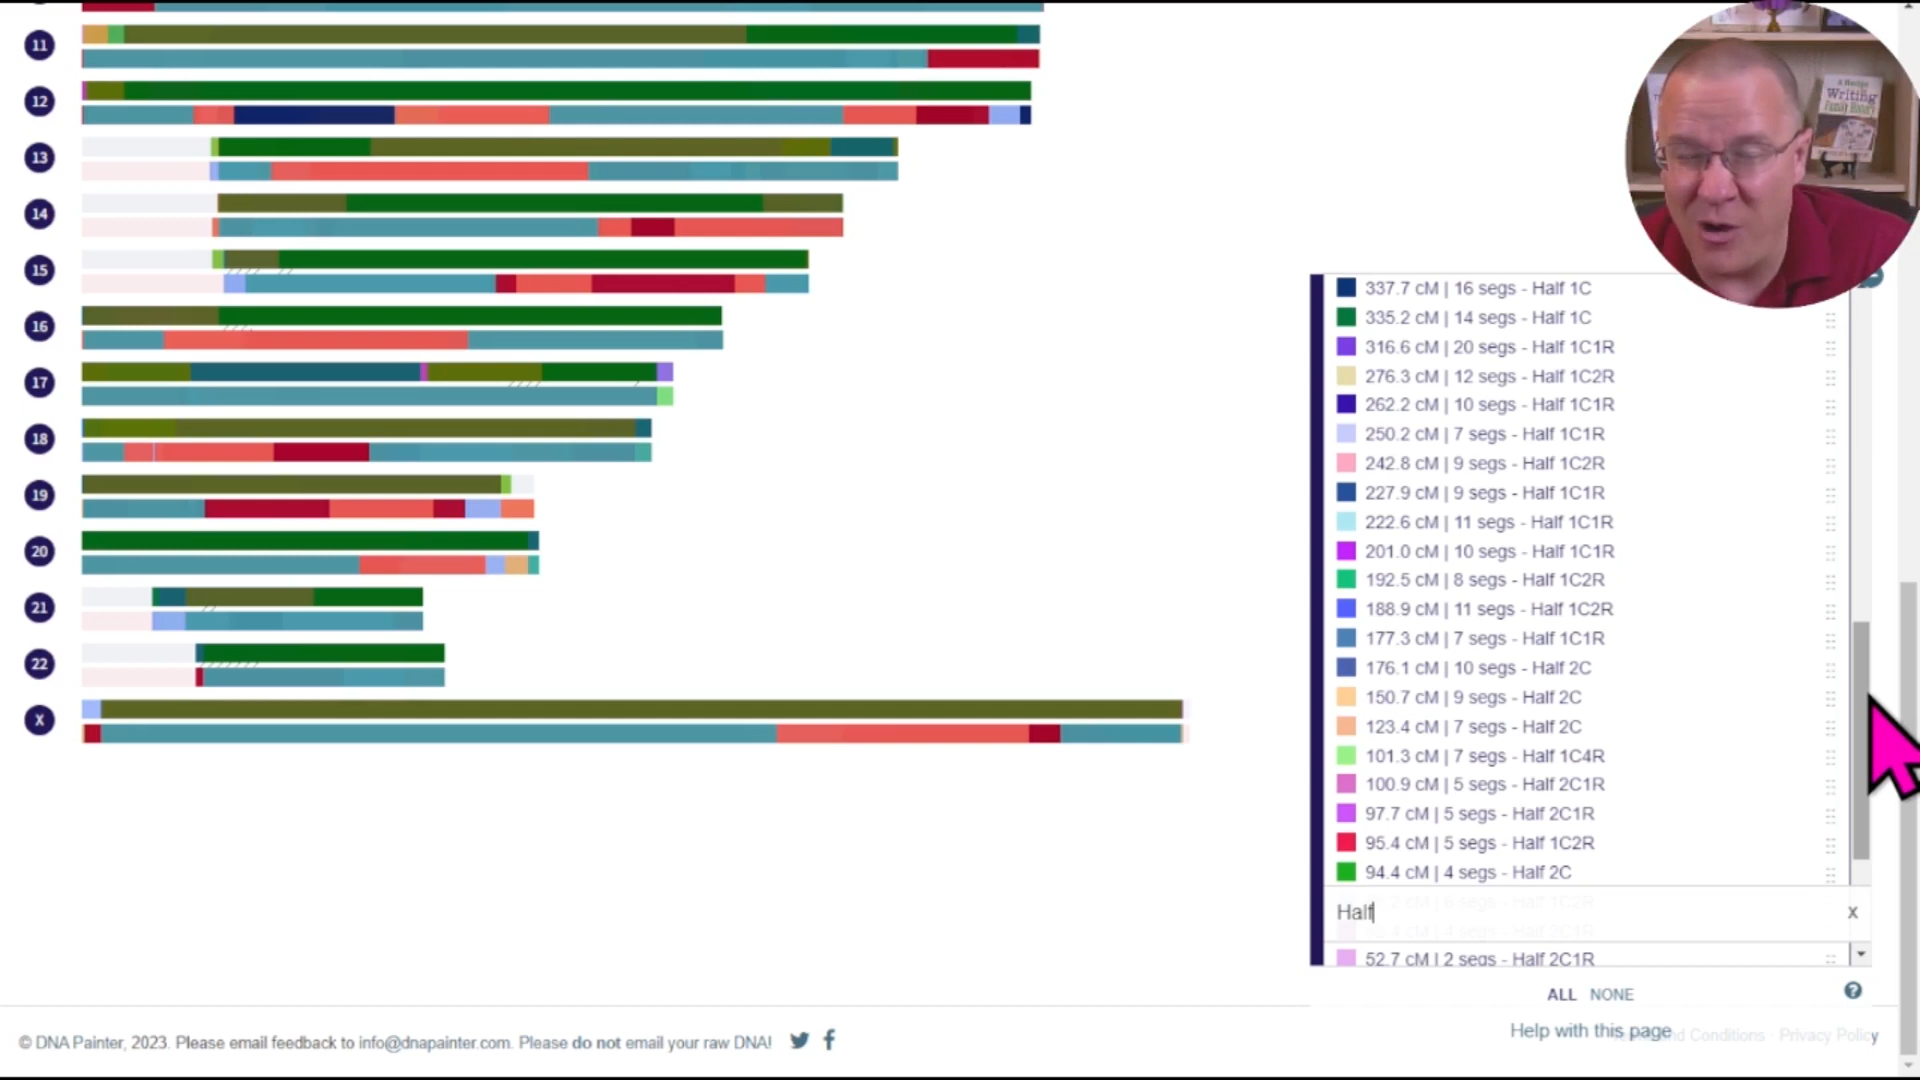 11
12
13
14
15
16
17
18
19
20
21
22
X
Writing
Family History
337.7 cM | 16 segs - Half 1C
335.2 cM | 14 segs - Half 1C
316.6 cM | 20 segs - Half 1C1R
276.3 cM | 12 segs - Half 1C2R
262.2 cM | 10 segs - Half 1C1R
250.2 cM | 7 segs - Half 1C1R
242.8 cM | 9 segs - Half 1C2R
227.9 cM | 9 segs - Half 1C1R
222.6 cM | 11 segs - Half 1C1R
201.0 cM | 10 segs - Half 1C1R
192.5 cM | 8 segs - Half 1C2R
188.9 cM | 11 segs - Half 1C2R
177.3 cM | 7 segs - Half 1C1R
176.1 cM | 10 segs - Half 2C
150.7 cM | 9 segs - Half 2C
123.4 cM | 7 segs - Half 2C
101.3 cM | 7 segs - Half 1C4R
100.9 cM | 5 segs - Half 2C1R
97.7 cM | 5 segs - Half 2C1R
95.4 cM | 5 segs - Half 1C2R
94.4 cM | 4 segs - Half 2C
Half x
52.7 cM | 2 segs - Half 2C1R
ALL NONE ?
Help with this page and Conditions · Privacy Policy
© DNA Painter, 2023. Please email feedback to info@dnapainter.com. Please do not email your raw DNA!